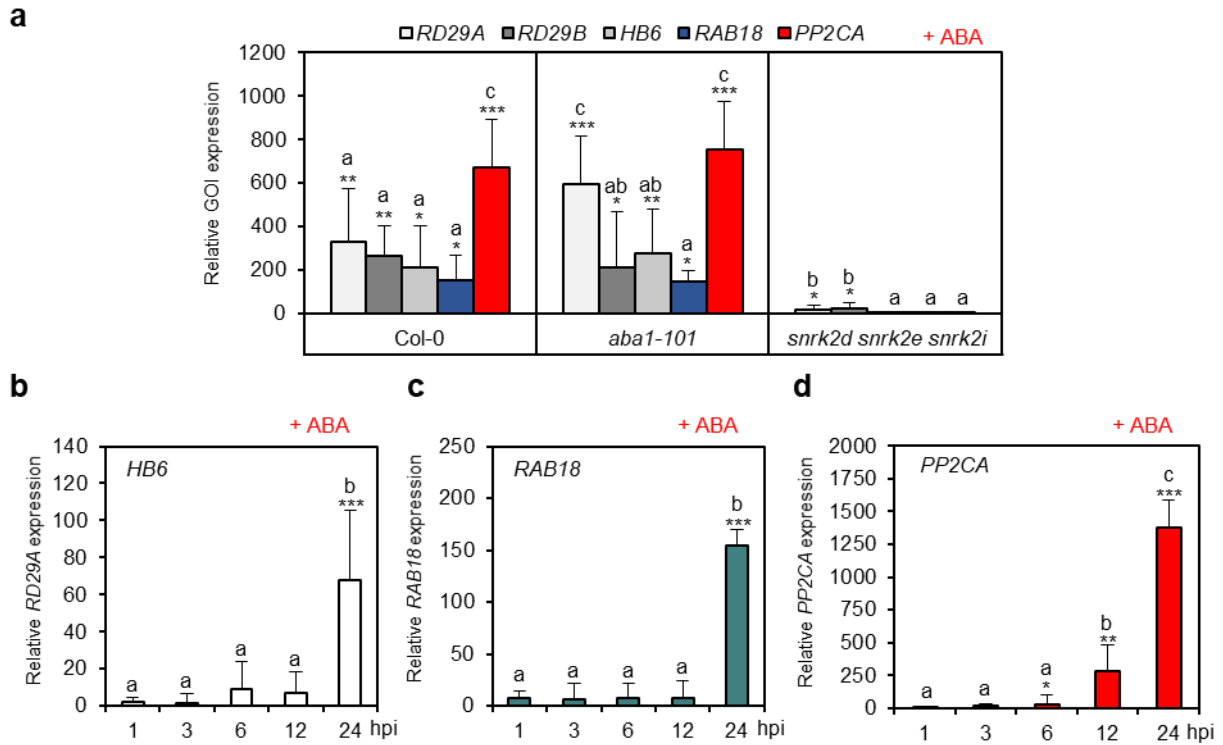 a
RD29A RD29B HB6 RAB18 PP2CA + ABA
Relative GOI expression
1200
1000
800
600
400
200
0
a
**
a
**
a
*
a
*
c
***
c
***
ab
*
ab
**
a
*
c
***
b
*
b
*
a
a
a
Col-0 aba1-101 snrk2d snrk2e snrk2i
b
+ ABA
HB6
Relative RD29A expression
140
120
100
80
60
40
20
0
a
a
a
a
b
***
1 3 6 12 24 hpi
c
+ ABA
RAB18
Relative RAB18 expression
250
200
150
100
50
0
a
a
a
a
b
***
1 3 6 12 24 hpi
d
+ ABA
PP2CA
Relative PP2CA expression
2000
1750
1500
1250
1000
750
500
250
0
a
a
a
*
b
**
c
***
1 3 6 12 24 hpi